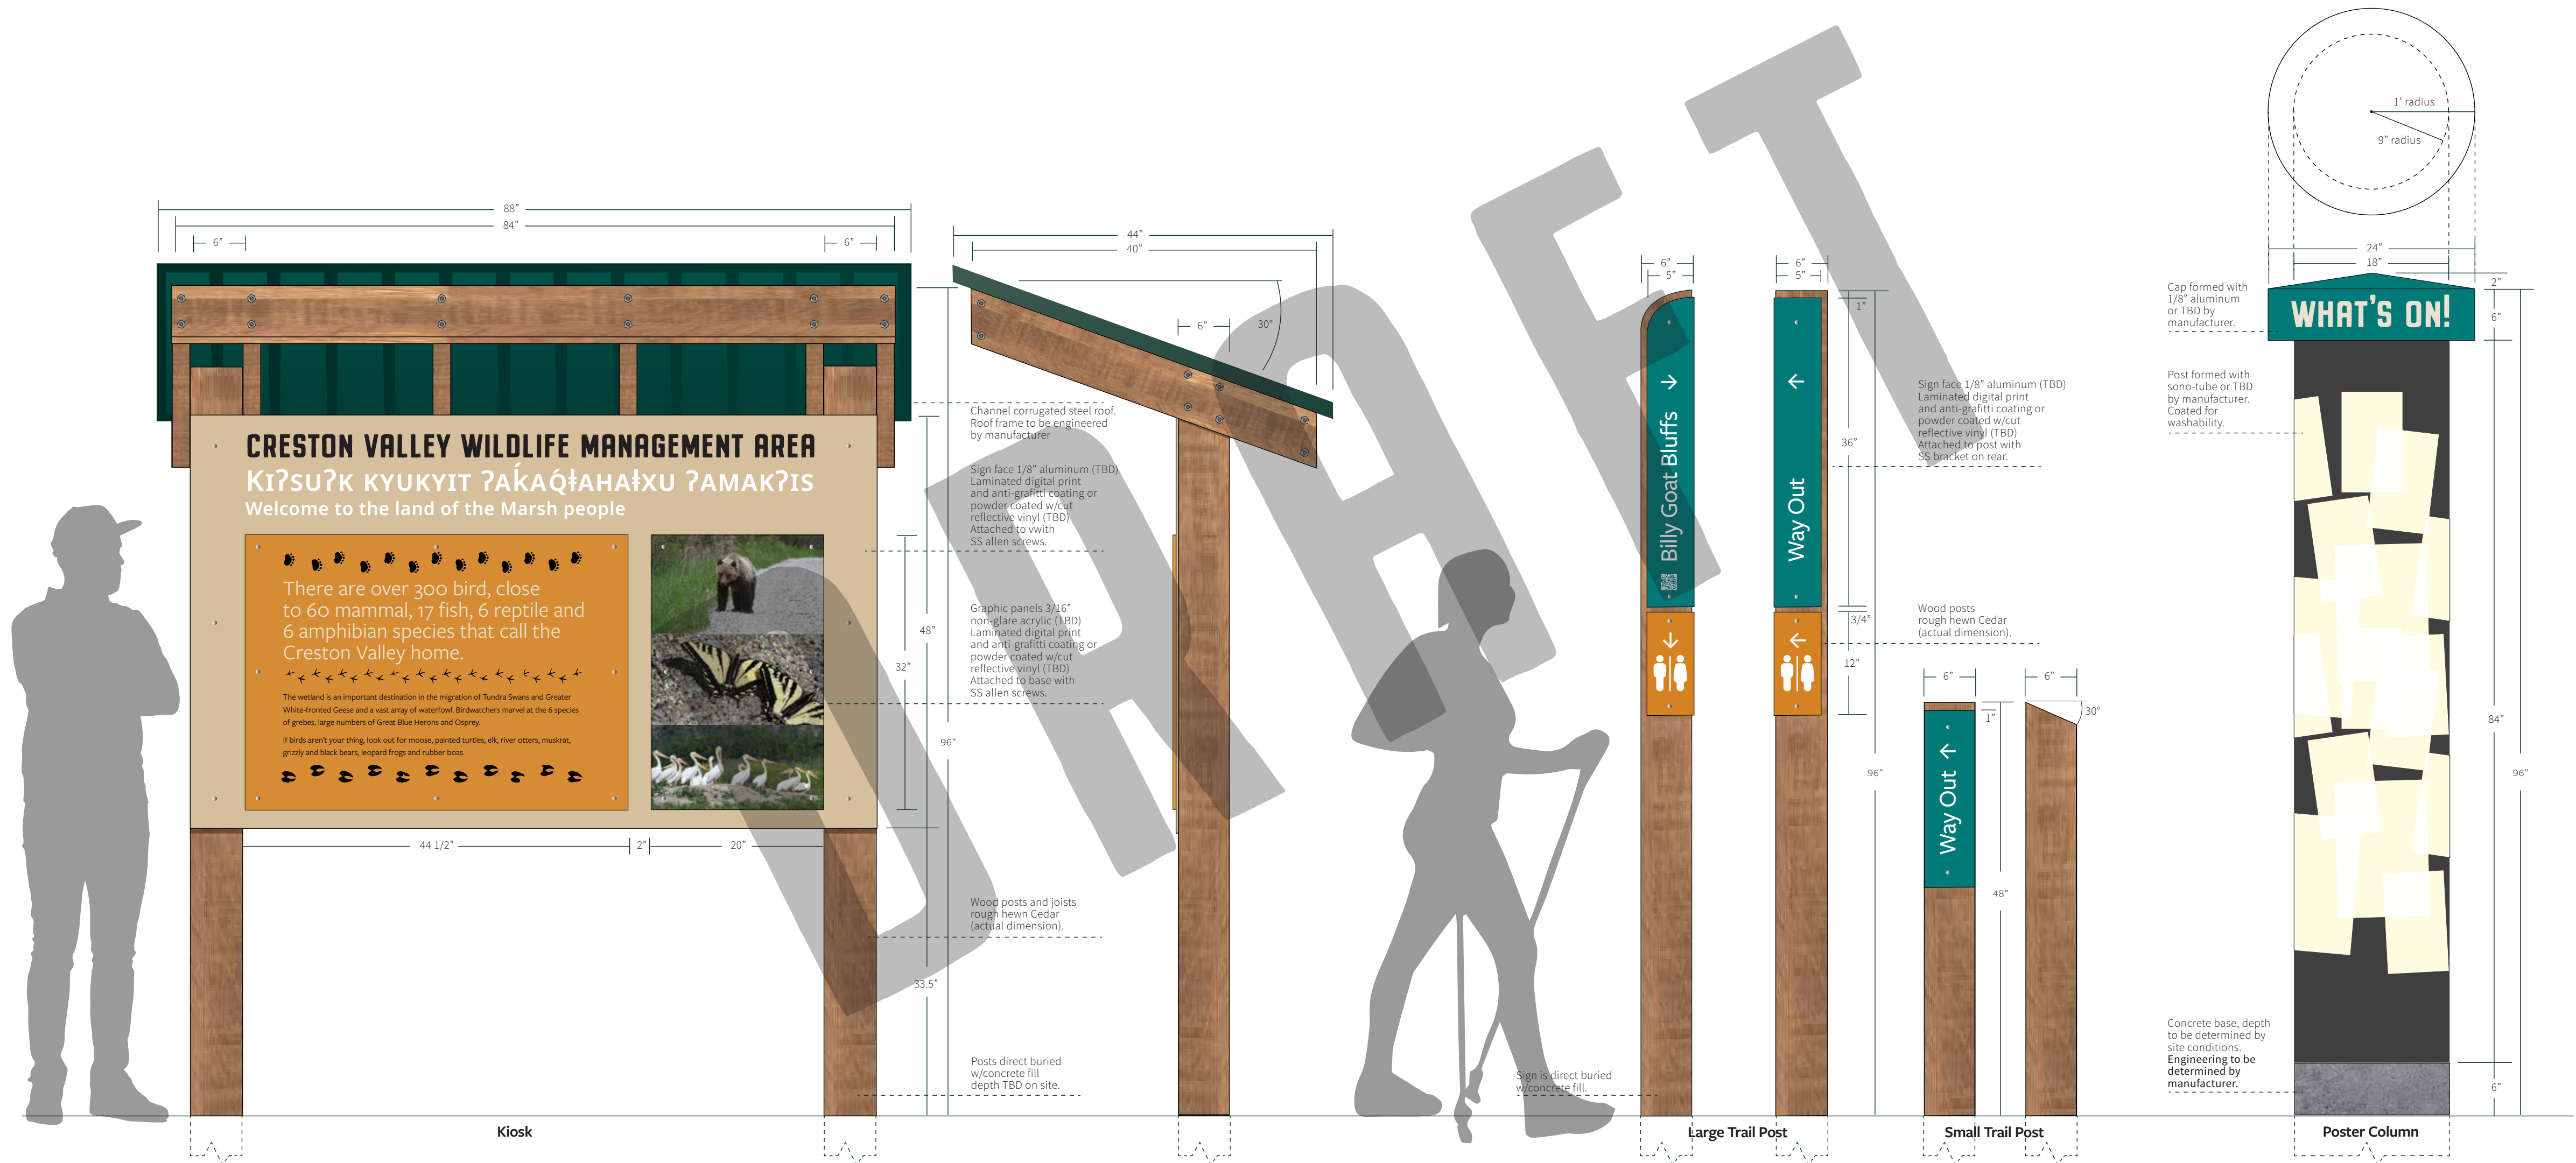 DRAFT
88"
84"
6"
6"
CRESTON VALLEY WILDLIFE MANAGEMENT AREA
KIʔSUʔK KYUKYIT ʔAḰAQ́ⱡAHAⱡXU ʔAMAKʔIS
Welcome to the land of the Marsh people
There are over 300 bird, close
to 60 mammal, 17 fish, 6 reptile and
6 amphibian species that call the
Creston Valley home.
The wetland is an important destination in the migration of Tundra Swans and Greater
White-fronted Geese and a vast array of waterfowl. Birdwatchers marvel at the 6 species
of grebes, large numbers of Great Blue Herons and Osprey.
If birds aren't your thing, look out for moose, painted turtles, elk, river otters, muskrat,
grizzly and black bears, leopard frogs and rubber boas.
44 1/2"
2"
20"
32"
48"
96"
33.5"
Kiosk
44"
40"
6"
30°
Channel corrugated steel roof.
Roof frame to be engineered
by manufacturer
Sign face 1/8" aluminum (TBD)
Laminated digital print
and anti-grafitti coating or
powder coated w/cut
reflective vinyl (TBD)
Attached to vwith
SS allen screws.
Graphic panels 3/16"
non-glare acrylic (TBD)
Laminated digital print
and anti-grafitti coating or
powder coated w/cut
reflective vinyl (TBD)
Attached to base with
SS allen screws.
Wood posts and joists
rough hewn Cedar
(actual dimension).
Posts direct buried
w/concrete fill
depth TBD on site.
6"
5"
6"
5"
Billy Goat Bluffs →
Way Out ←
1"
36"
3/4"
12"
96"
Sign face 1/8" aluminum (TBD)
Laminated digital print
and anti-grafitti coating or
powder coated w/cut
reflective vinyl (TBD)
Attached to post with
SS bracket on rear.
Wood posts
rough hewn Cedar
(actual dimension).
Sign is direct buried
w/concrete fill.
Large Trail Post
6"
6"
1"
30°
Way Out ↑
48"
Small Trail Post
1' radius
9" radius
24"
18"
2"
6"
WHAT'S ON!
Cap formed with
1/8" aluminum
or TBD by
manufacturer.
Post formed with
sono-tube or TBD
by manufacturer.
Coated for
washability.
84"
96"
Concrete base, depth
to be determined by
site conditions.
Engineering to be
determined by
manufacturer.
6"
Poster Column